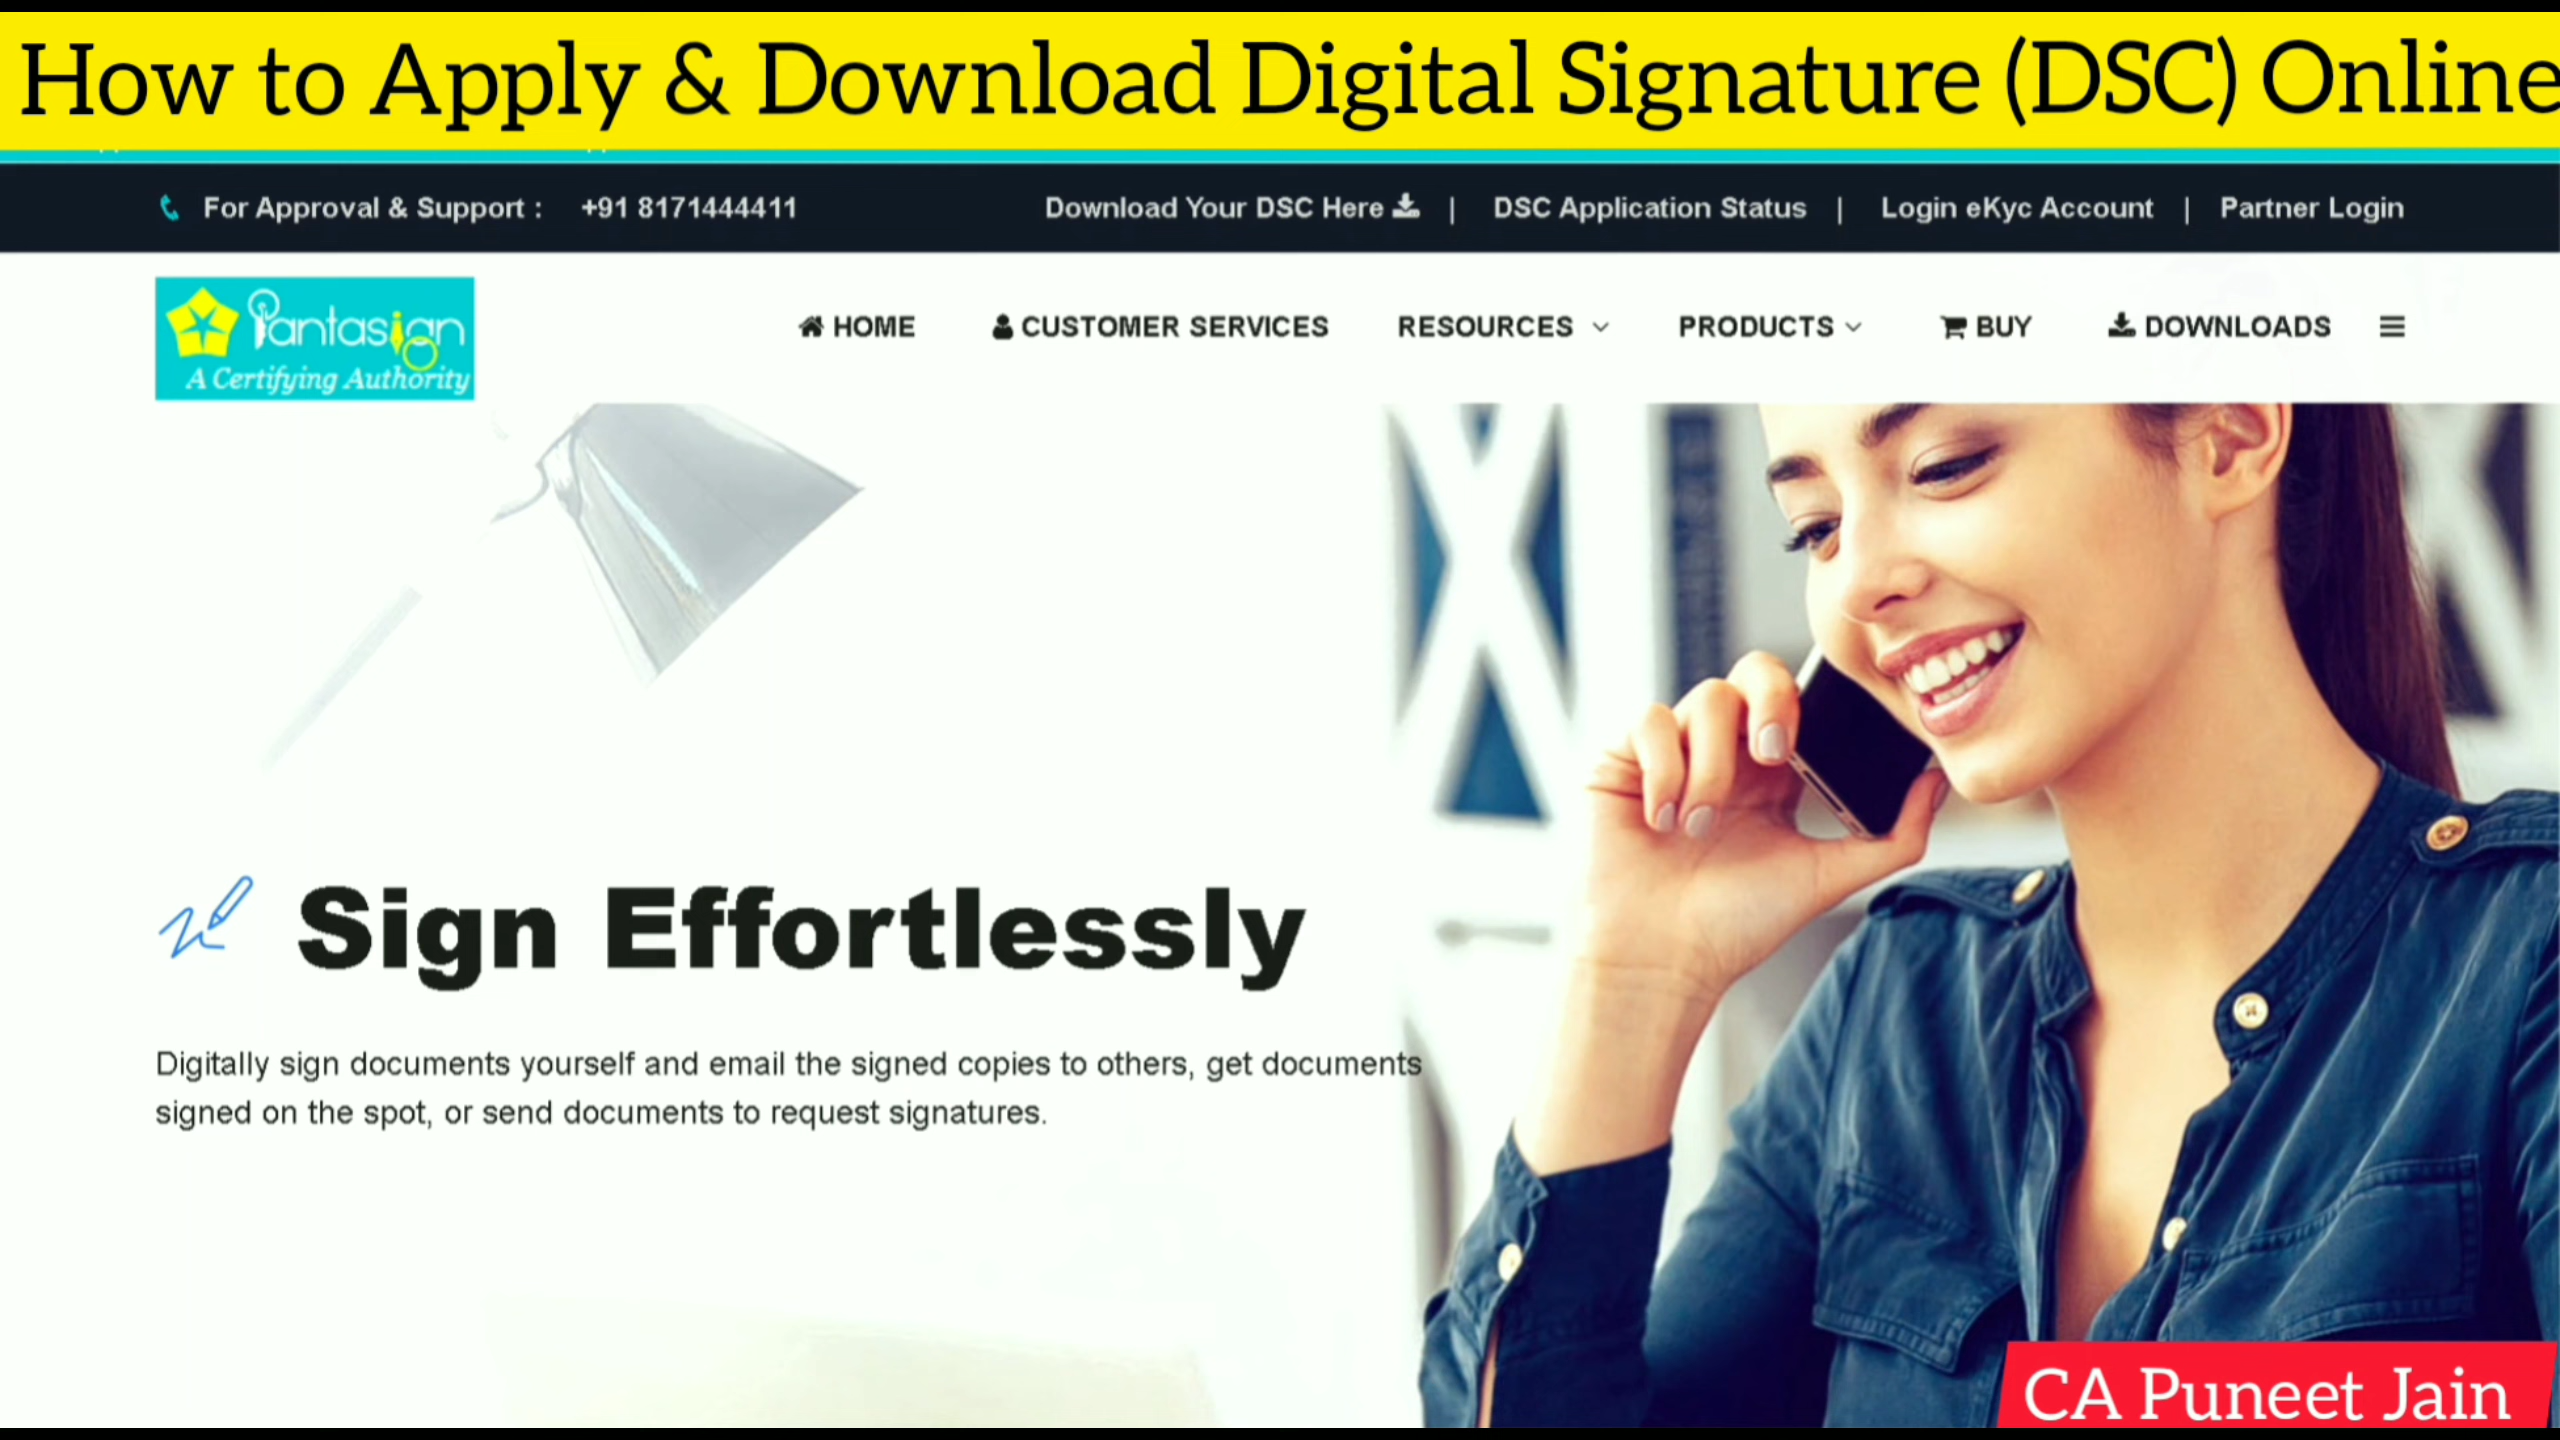 How to Apply & Download Digital Signature (DSC) Online
For Approval & Support : +91 8171444411
Download Your DSC Here | DSC Application Status | Login eKyc Account | Partner Login
Pantasign
A Certifying Authority
HOME CUSTOMER SERVICES RESOURCES PRODUCTS BUY DOWNLOADS
Sign Effortlessly
Digitally sign documents yourself and email the signed copies to others, get documents
signed on the spot, or send documents to request signatures.
CA Puneet Jain